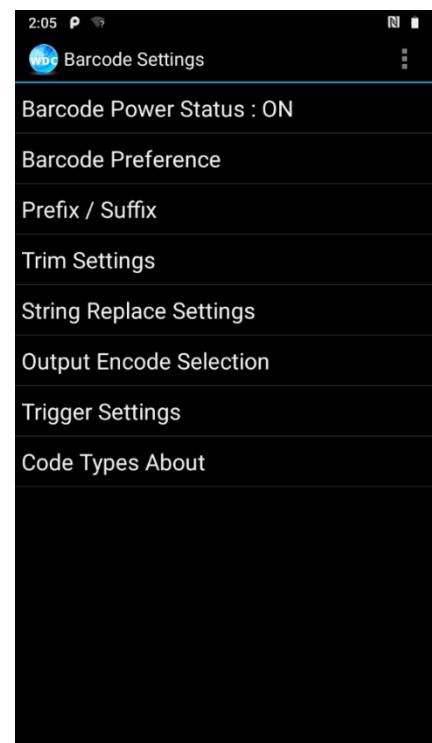 2:05
WDC Barcode Settings
Barcode Power Status : ON
Barcode Preference
Prefix / Suffix
Trim Settings
String Replace Settings
Output Encode Selection
Trigger Settings
Code Types About